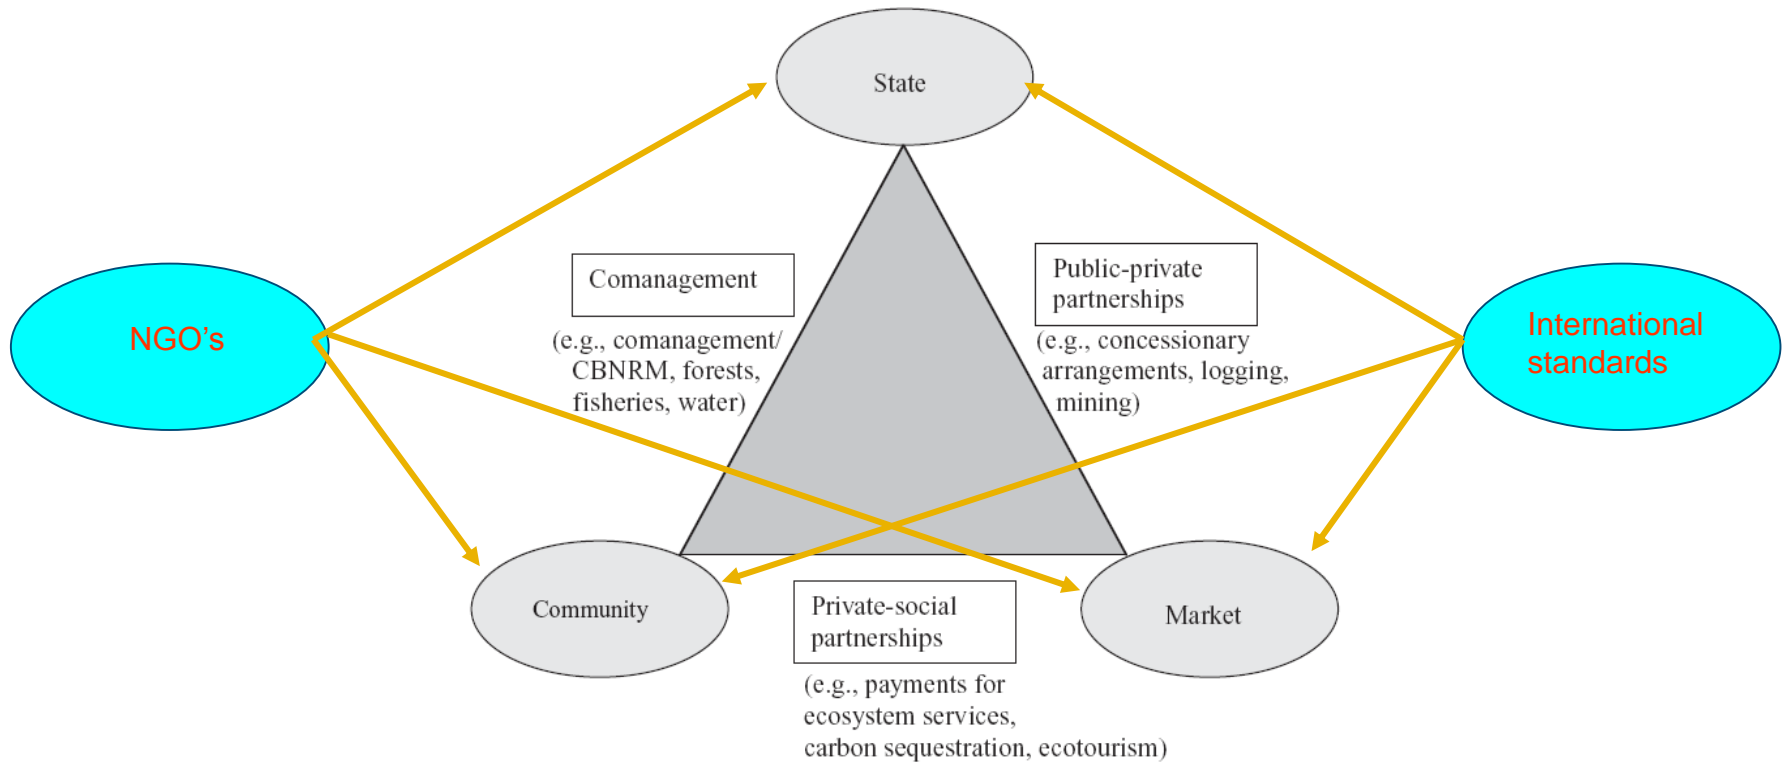 State
Comanagement
(e.g., comanagement/
CBNRM, forests,
fisheries, water)
Public-private
partnerships
(e.g., concessionary
arrangements, logging,
mining)
NGO’s
International
standards
Community
Private-social
partnerships
(e.g., payments for
ecosystem services,
carbon sequestration, ecotourism)
Market